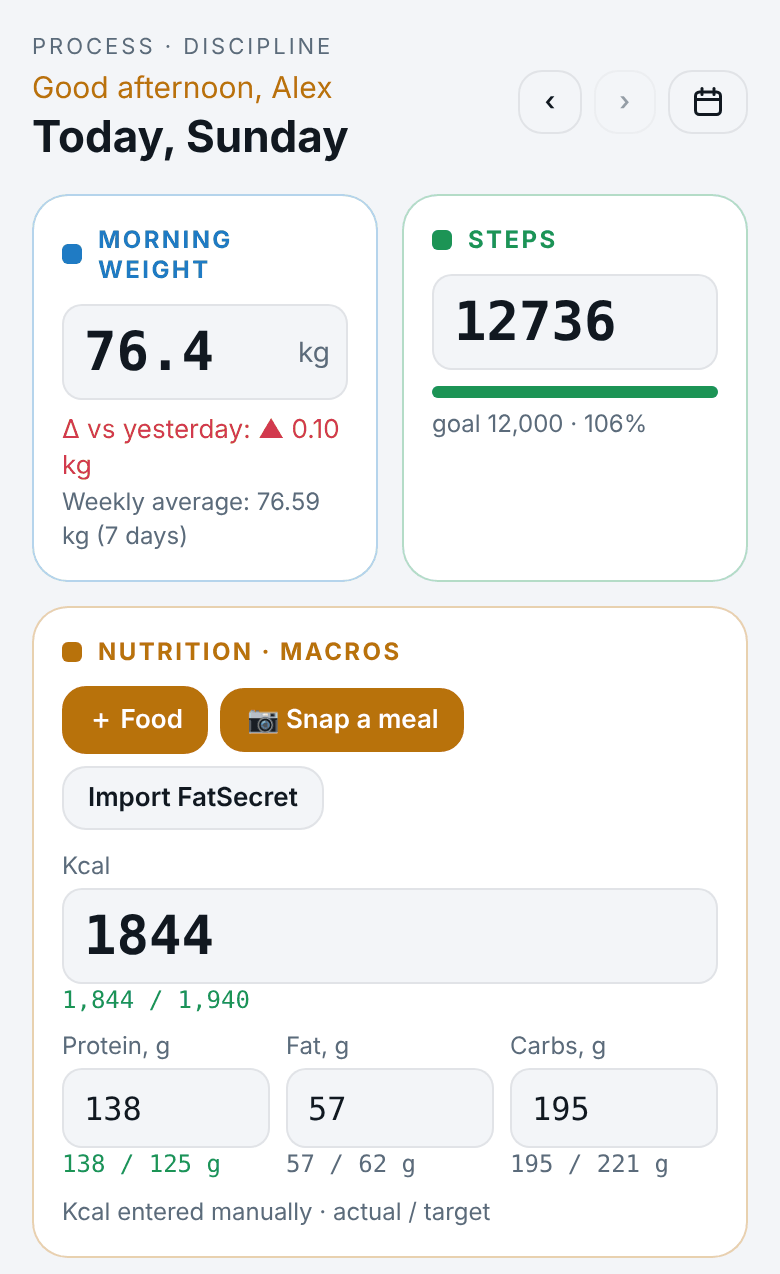 PROCESS · DISCIPLINE
Good afternoon, Alex
Today, Sunday
‹ ›
MORNING
WEIGHT
76.4 kg
Δ vs yesterday: ▲ 0.10
kg
Weekly average: 76.59
kg (7 days)
STEPS
12736
goal 12,000 · 106%
NUTRITION · MACROS
+ Food
📷 Snap a meal
Import FatSecret
Kcal
1844
1,844 / 1,940
Protein, g Fat, g Carbs, g
138 57 195
138 / 125 g 57 / 62 g 195 / 221 g
Kcal entered manually · actual / target